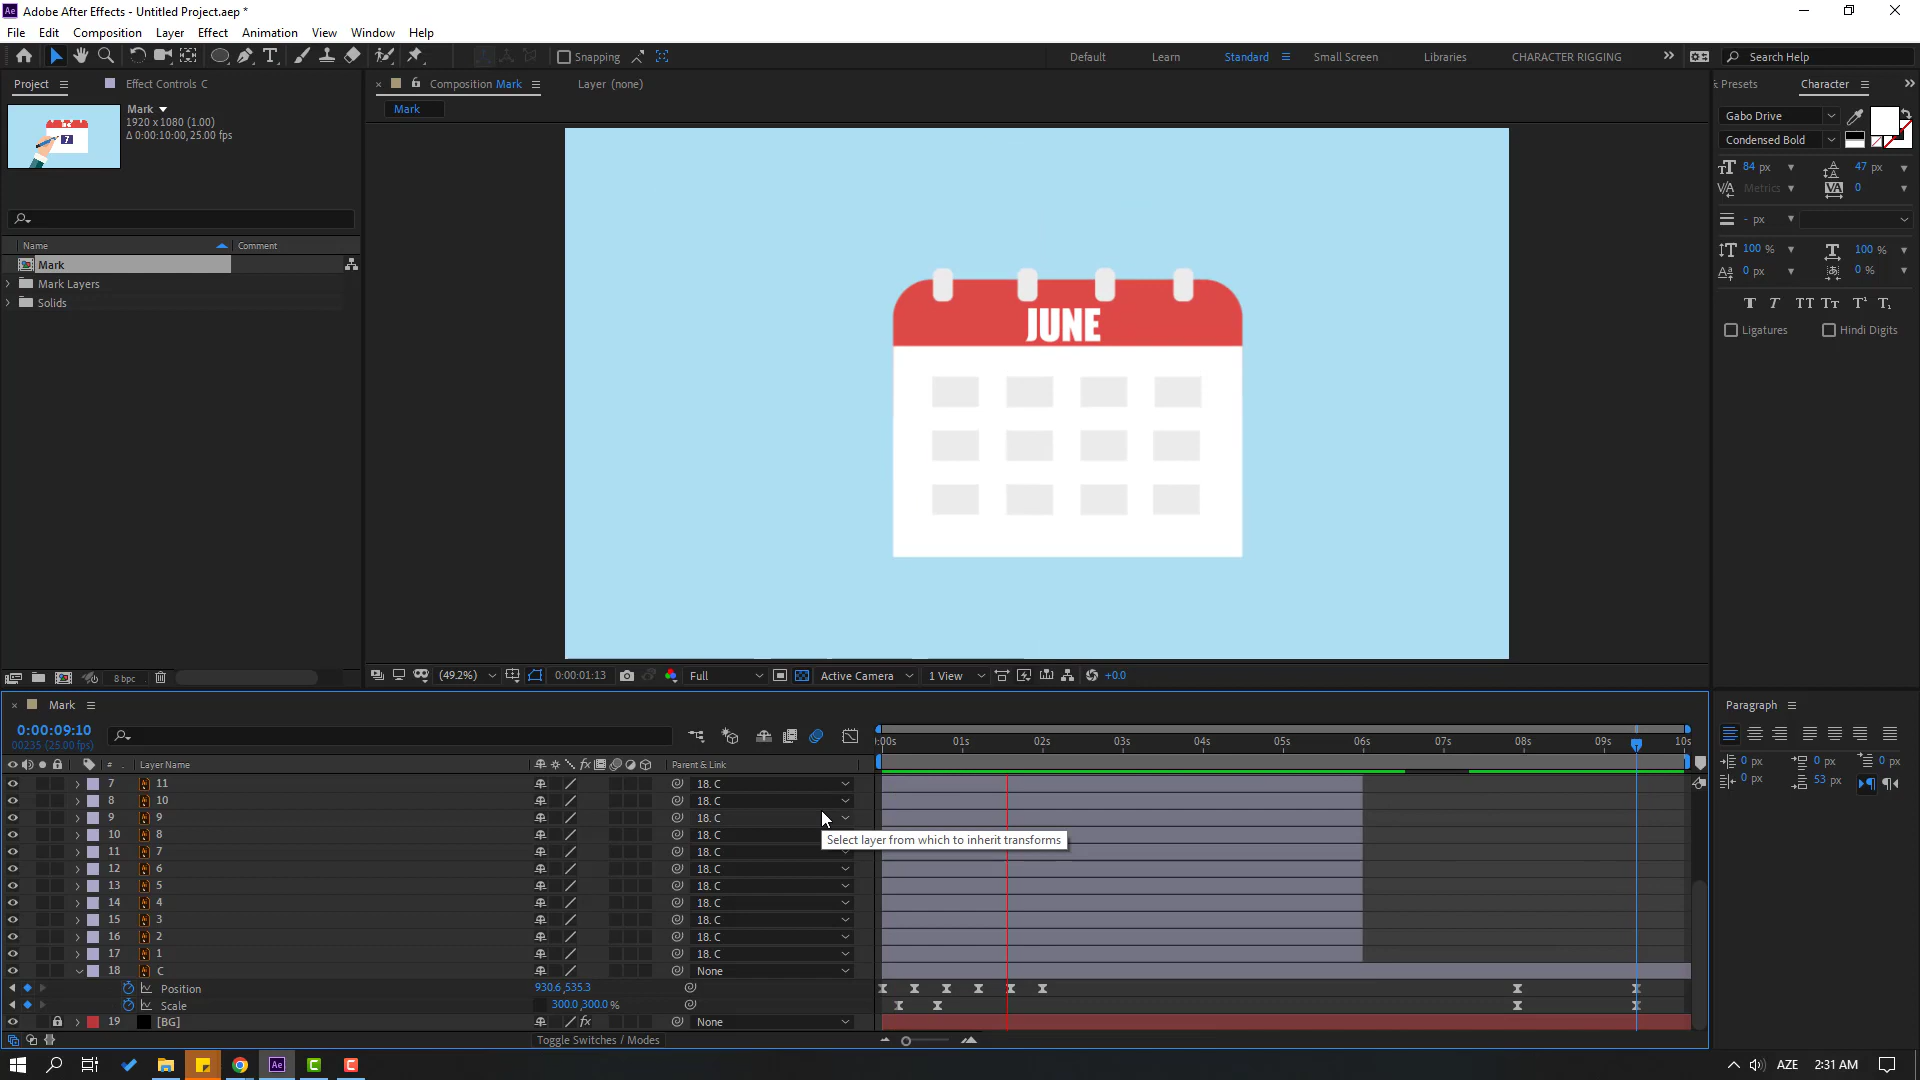 Adobe After Effects - Untitled Project.aep *
File Edit Composition Layer Effect Animation View Window Help
Snapping
Default Learn Standard Small Screen Libraries CHARACTER RIGGING
Search Help
Project Effect Controls C
Composition Mark Layer (none)
Mark
Presets Character
Mark
1920 x 1080 (1.00)
Δ 0:00:10:00, 25.00 fps
Gabo Drive
Condensed Bold
84 px 47 px
Metrics 0
- px
100 % 100 %
0 px 0 %
Ligatures Hindi Digits
Name Comment
Mark
Mark Layers
Solids
JUNE
8 bpc
(49.2%) 0:00:01:13 Full Active Camera 1 View +0.0
Mark
Paragraph
0:00:09:10
00235 (25.00 fps)
0 px 0 px 0 px
0 px 53 px
:00s 01s 02s 03s 04s 05s 06s 07s 08s 09s 10s
# Layer Name Parent & Link
7 11 18. C
8 10 18. C
9 9 18. C
10 8 18. C
Select layer from which to inherit transforms
11 7 18. C
12 6 18. C
13 5 18. C
14 4 18. C
15 3 18. C
16 2 18. C
17 1 18. C
18 C None
Position 930.6,535.3
Scale 300.0,300.0 %
19 [BG] None
Toggle Switches / Modes
AZE 2:31 AM